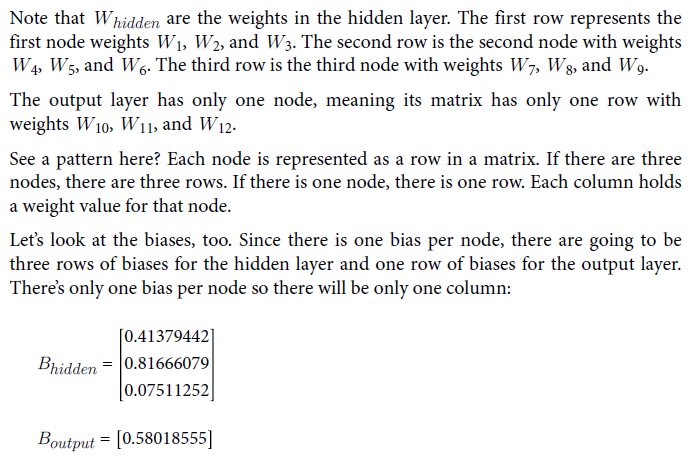 Note that W_hidden are the weights in the hidden layer. The first row represents the
first node weights W₁, W₂, and W₃. The second row is the second node with weights
W₄, W₅, and W₆. The third row is the third node with weights W₇, W₈, and W₉.
The output layer has only one node, meaning its matrix has only one row with
weights W₁₀, W₁₁, and W₁₂.
See a pattern here? Each node is represented as a row in a matrix. If there are three
nodes, there are three rows. If there is one node, there is one row. Each column holds
a weight value for that node.
Let’s look at the biases, too. Since there is one bias per node, there are going to be
three rows of biases for the hidden layer and one row of biases for the output layer.
There’s only one bias per node so there will be only one column:
[0.41379442]
B_hidden = [0.81666079]
[0.07511252]
B_output = [0.58018555]